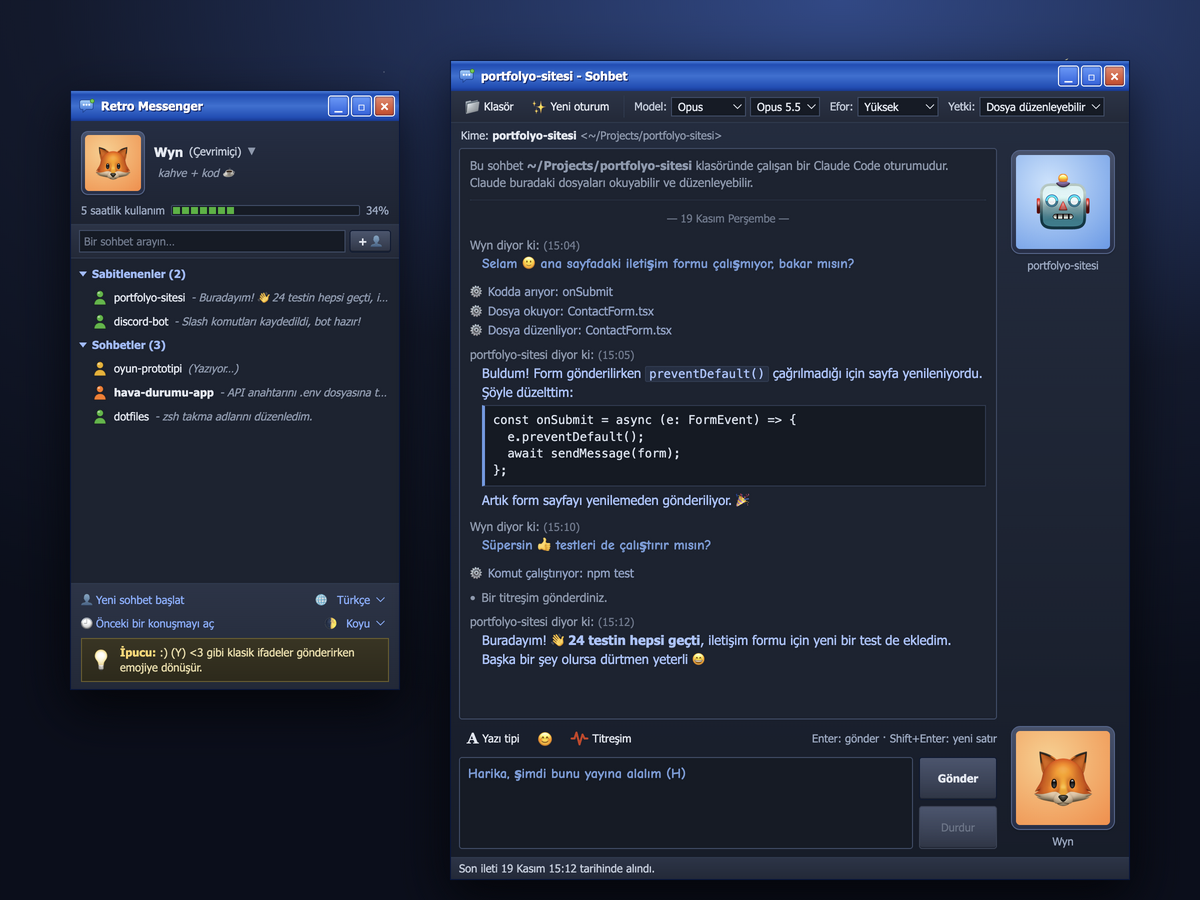 Retro Messenger
Wyn (Çevrimiçi) ▼
kahve + kod ☕
5 saatlik kullanım 34%
Bir sohbet arayın...
+
Sabitlenenler (2)
portfolyo-sitesi - Buradayım! 👋 24 testin hepsi geçti, i...
discord-bot - Slash komutları kaydedildi, bot hazır!
Sohbetler (3)
oyun-prototipi (Yazıyor...)
hava-durumu-app - API anahtarını .env dosyasına t...
dotfiles - zsh takma adlarını düzenledim.
Yeni sohbet başlat
Türkçe
Önceki bir konuşmayı aç
Koyu
İpucu: :) (Y) <3 gibi klasik ifadeler gönderirken
emojiye dönüşür.
portfolyo-sitesi - Sohbet
Klasör Yeni oturum Model: Opus Opus 5.5 Efor: Yüksek Yetki: Dosya düzenleyebilir
Kime: portfolyo-sitesi <~/Projects/portfolyo-sitesi>
Bu sohbet ~/Projects/portfolyo-sitesi klasöründe çalışan bir Claude Code oturumudur.
Claude buradaki dosyaları okuyabilir ve düzenleyebilir.
— 19 Kasım Perşembe —
Wyn diyor ki: (15:04)
Selam 🙂 ana sayfadaki iletişim formu çalışmıyor, bakar mısın?
Kodda arıyor: onSubmit
Dosya okuyor: ContactForm.tsx
Dosya düzenliyor: ContactForm.tsx
portfolyo-sitesi diyor ki: (15:05)
Buldum! Form gönderilirken preventDefault() çağrılmadığı için sayfa yenileniyordu.
Şöyle düzelttim:
const onSubmit = async (e: FormEvent) => {
e.preventDefault();
await sendMessage(form);
};
Artık form sayfayı yenilemeden gönderiliyor. 🎉
Wyn diyor ki: (15:10)
Süpersin 👍 testleri de çalıştırır mısın?
Komut çalıştırıyor: npm test
• Bir titreşim gönderdiniz.
portfolyo-sitesi diyor ki: (15:12)
Buradayım! 👋 24 testin hepsi geçti, iletişim formu için yeni bir test de ekledim.
Başka bir şey olursa dürtmen yeterli 😄
portfolyo-sitesi
A Yazı tipi 😊 Titreşim
Enter: gönder · Shift+Enter: yeni satır
Harika, şimdi bunu yayına alalım (H)
Gönder
Durdur
Wyn
Son ileti 19 Kasım 15:12 tarihinde alındı.